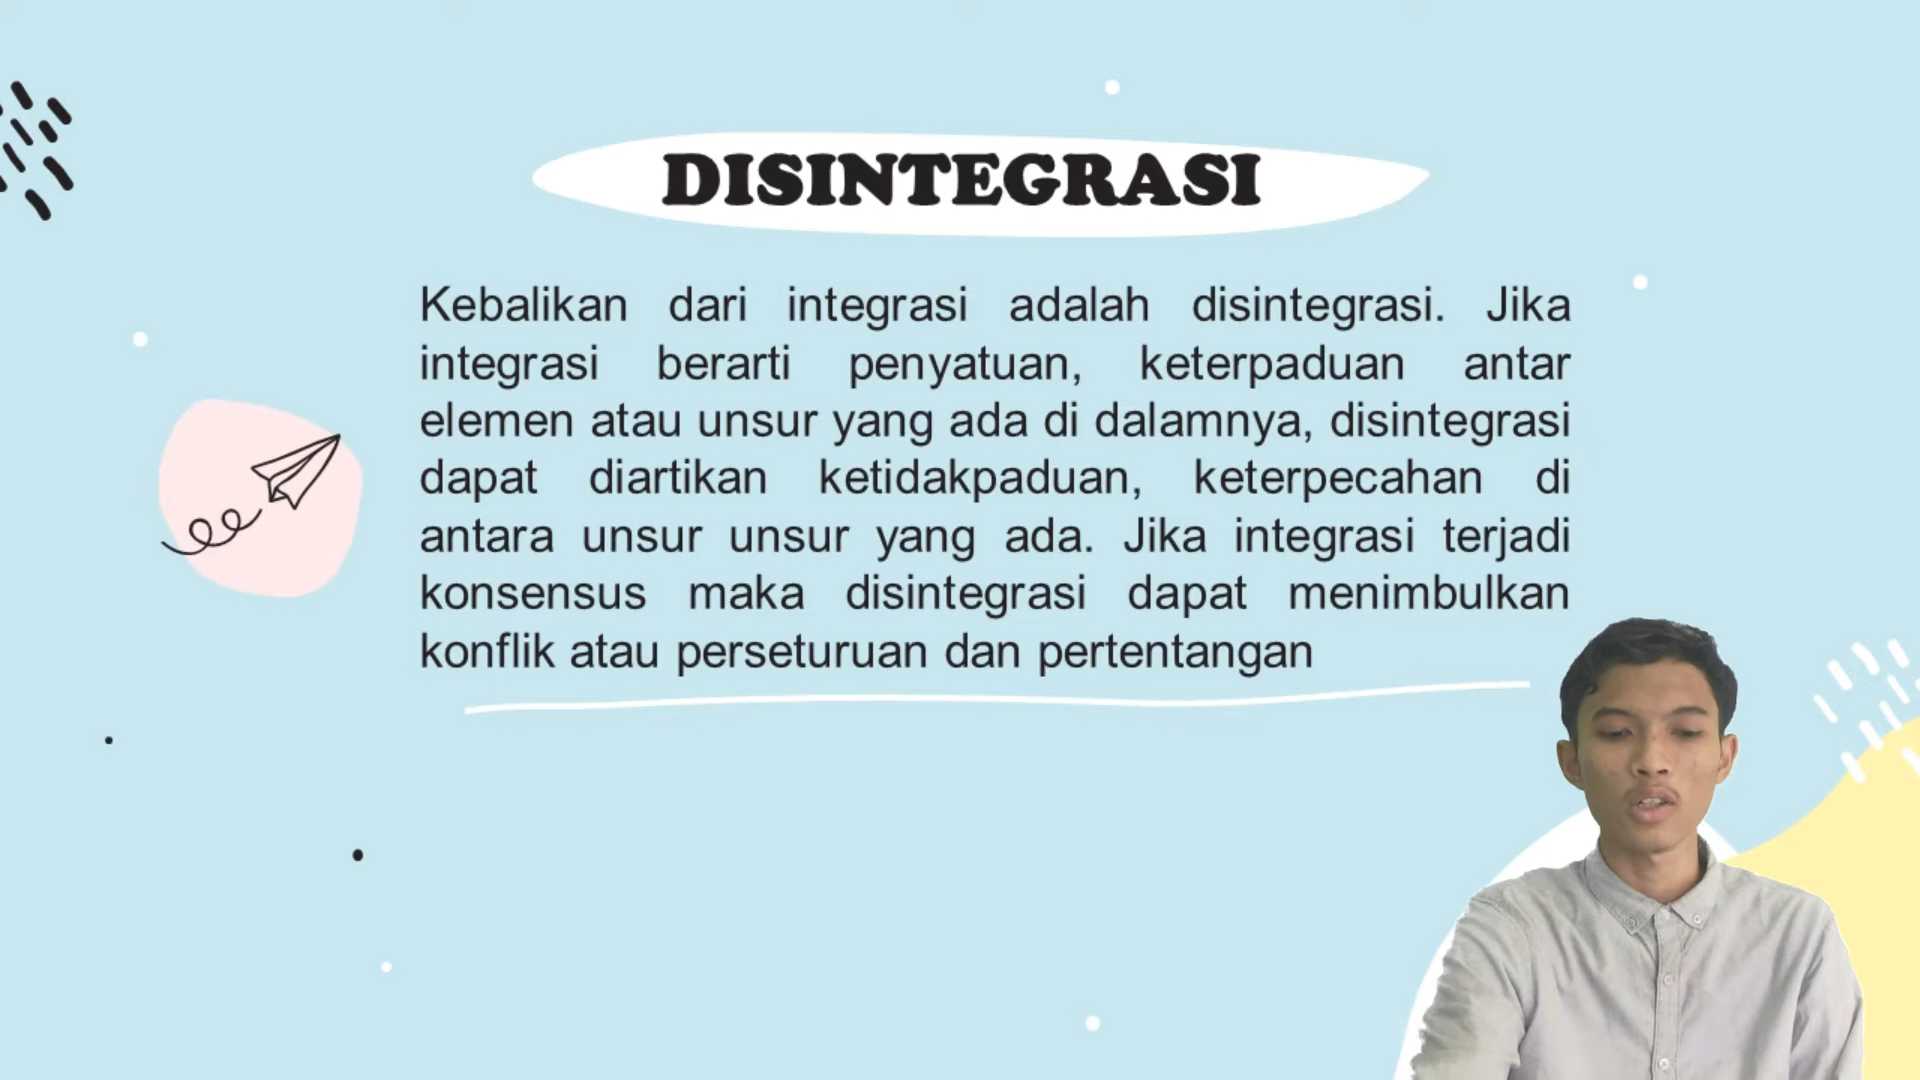 DISINTEGRASI
Kebalikan dari integrasi adalah disintegrasi. Jika
integrasi berarti penyatuan, keterpaduan antar
elemen atau unsur yang ada di dalamnya, disintegrasi
dapat diartikan ketidakpaduan, keterpecahan di
antara unsur unsur yang ada. Jika integrasi terjadi
konsensus maka disintegrasi dapat menimbulkan
konflik atau perseturuan dan pertentangan